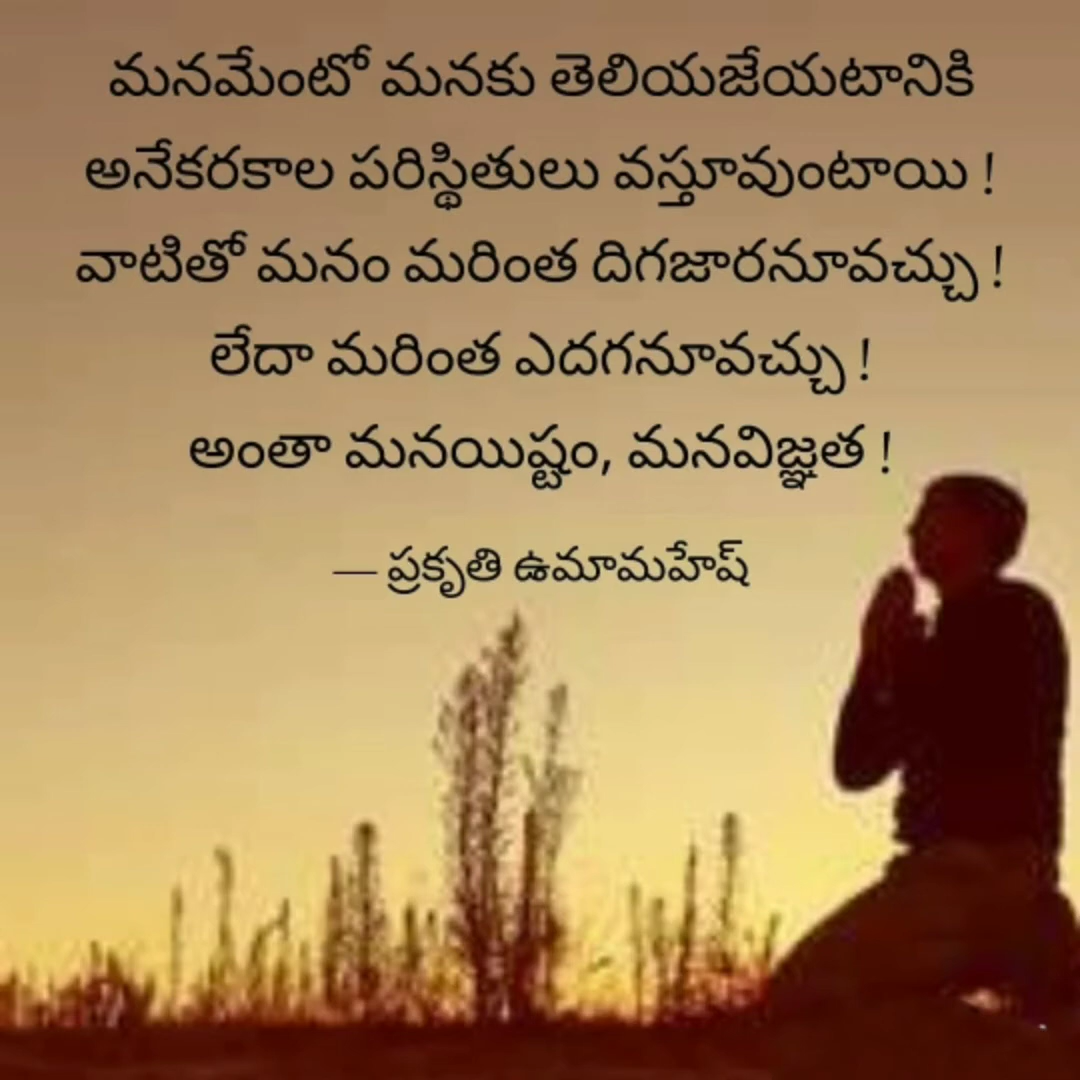 మనమేంటో మనకు తెలియజేయటానికి
అనేకరకాల పరిస్థితులు వస్తూవుంటాయి !
వాటితో మనం మరింత దిగజారనూవచ్చు !
లేదా మరింత ఎదగనూవచ్చు !
అంతా మనయిష్టం, మనవిజ్ఞత !
— ప్రకృతి ఉమామహేష్